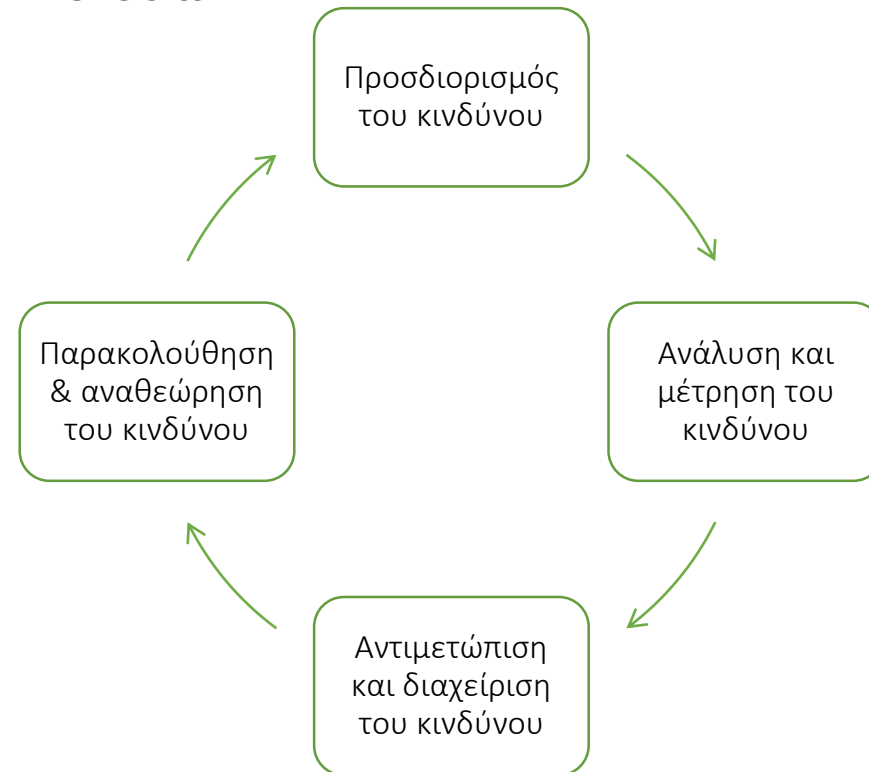 Προσδιορισμός
του κινδύνου
Ανάλυση και
μέτρηση του
κινδύνου
Αντιμετώπιση
και διαχείριση
του κινδύνου
Παρακολούθηση
& αναθεώρηση
του κινδύνου